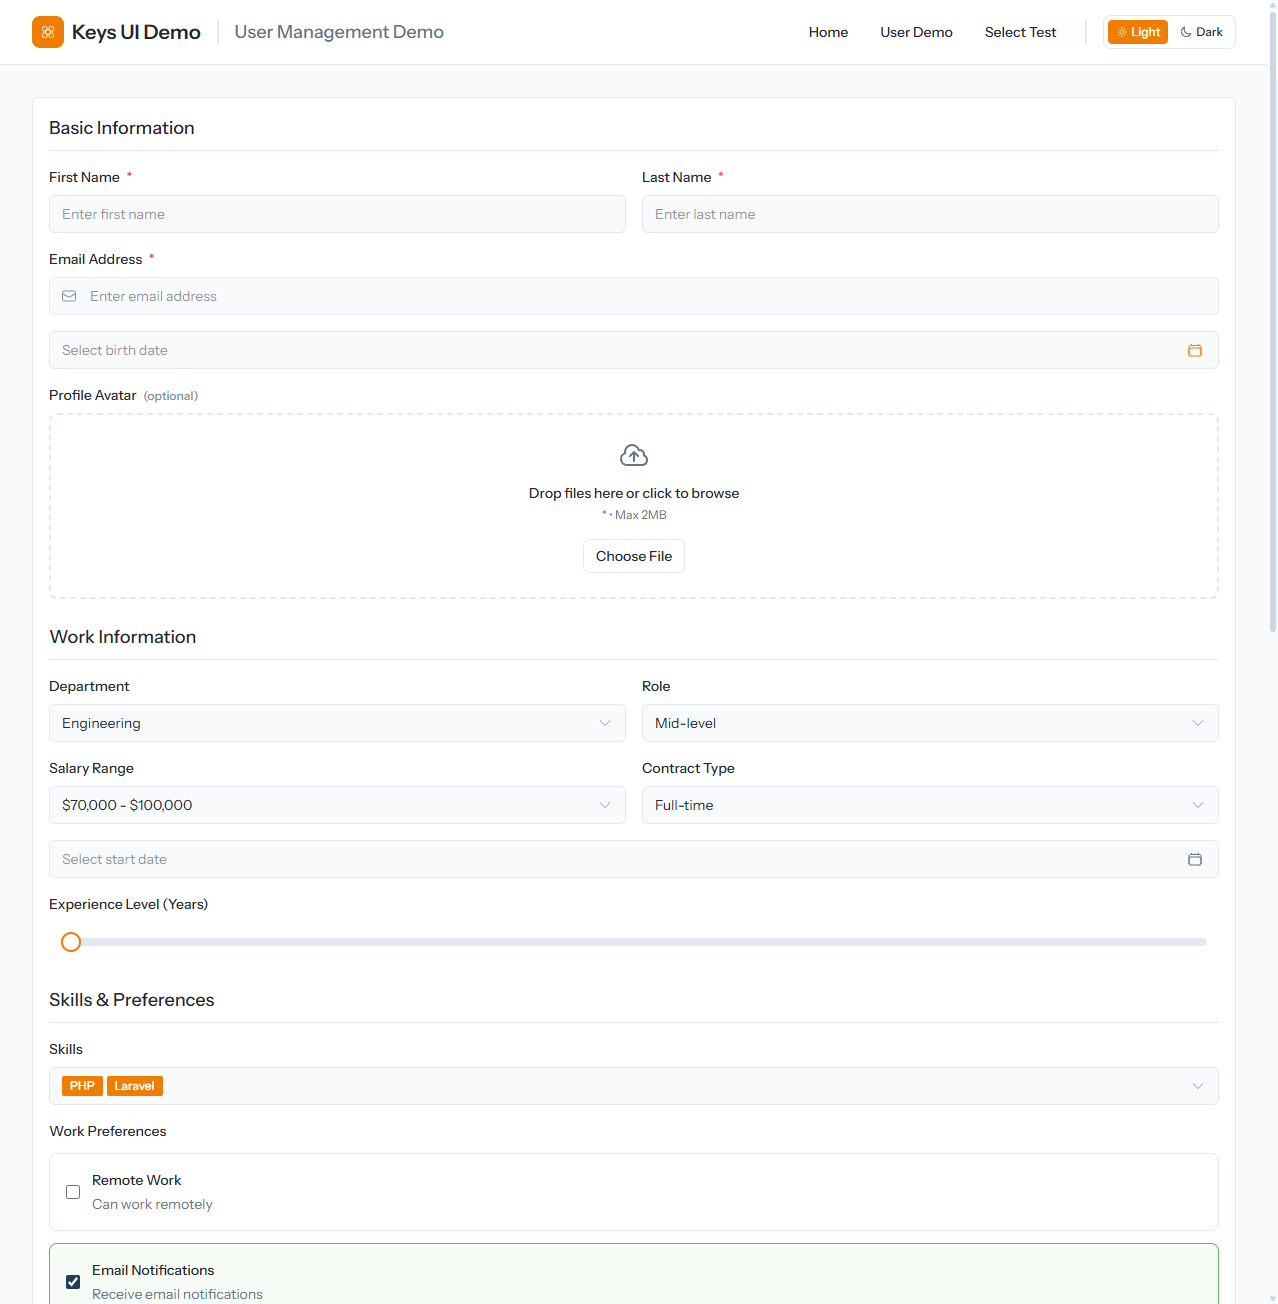 Keys UI Demo
User Management Demo
Home
User Demo
Select Test
Light
Dark
Basic Information
First Name *
Last Name *
Enter first name
Enter last name
Email Address *
Enter email address
Select birth date
Profile Avatar (optional)
Drop files here or click to browse
* • Max 2MB
Choose File
Work Information
Department
Role
Engineering
Mid-level
Salary Range
Contract Type
$70,000 - $100,000
Full-time
Select start date
Experience Level (Years)
Skills & Preferences
Skills
PHP
Laravel
Work Preferences
Remote Work
Can work remotely
Email Notifications
Receive email notifications